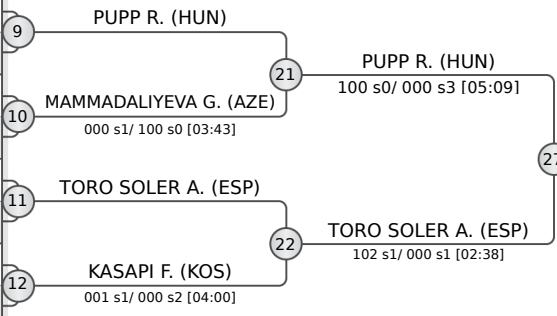 PUPP R. (HUN)
9
21
PUPP R. (HUN)
100 s0/ 000 s3 [05:09]
MAMMADALIYEVA G. (AZE)
10
000 s1/ 100 s0 [03:43]
27
TORO SOLER A. (ESP)
11
22
TORO SOLER A. (ESP)
102 s1/ 000 s1 [02:38]
KASAPI F. (KOS)
12
001 s1/ 000 s2 [04:00]